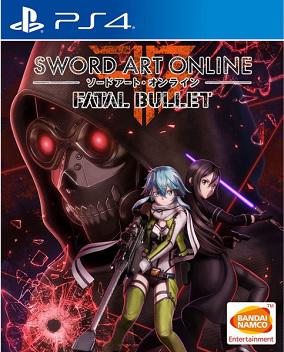 PS4
SWORD ART ONLINE
ソードアート・オンライン
FATAL BULLET
BANDAI
NAMCO
Entertainment